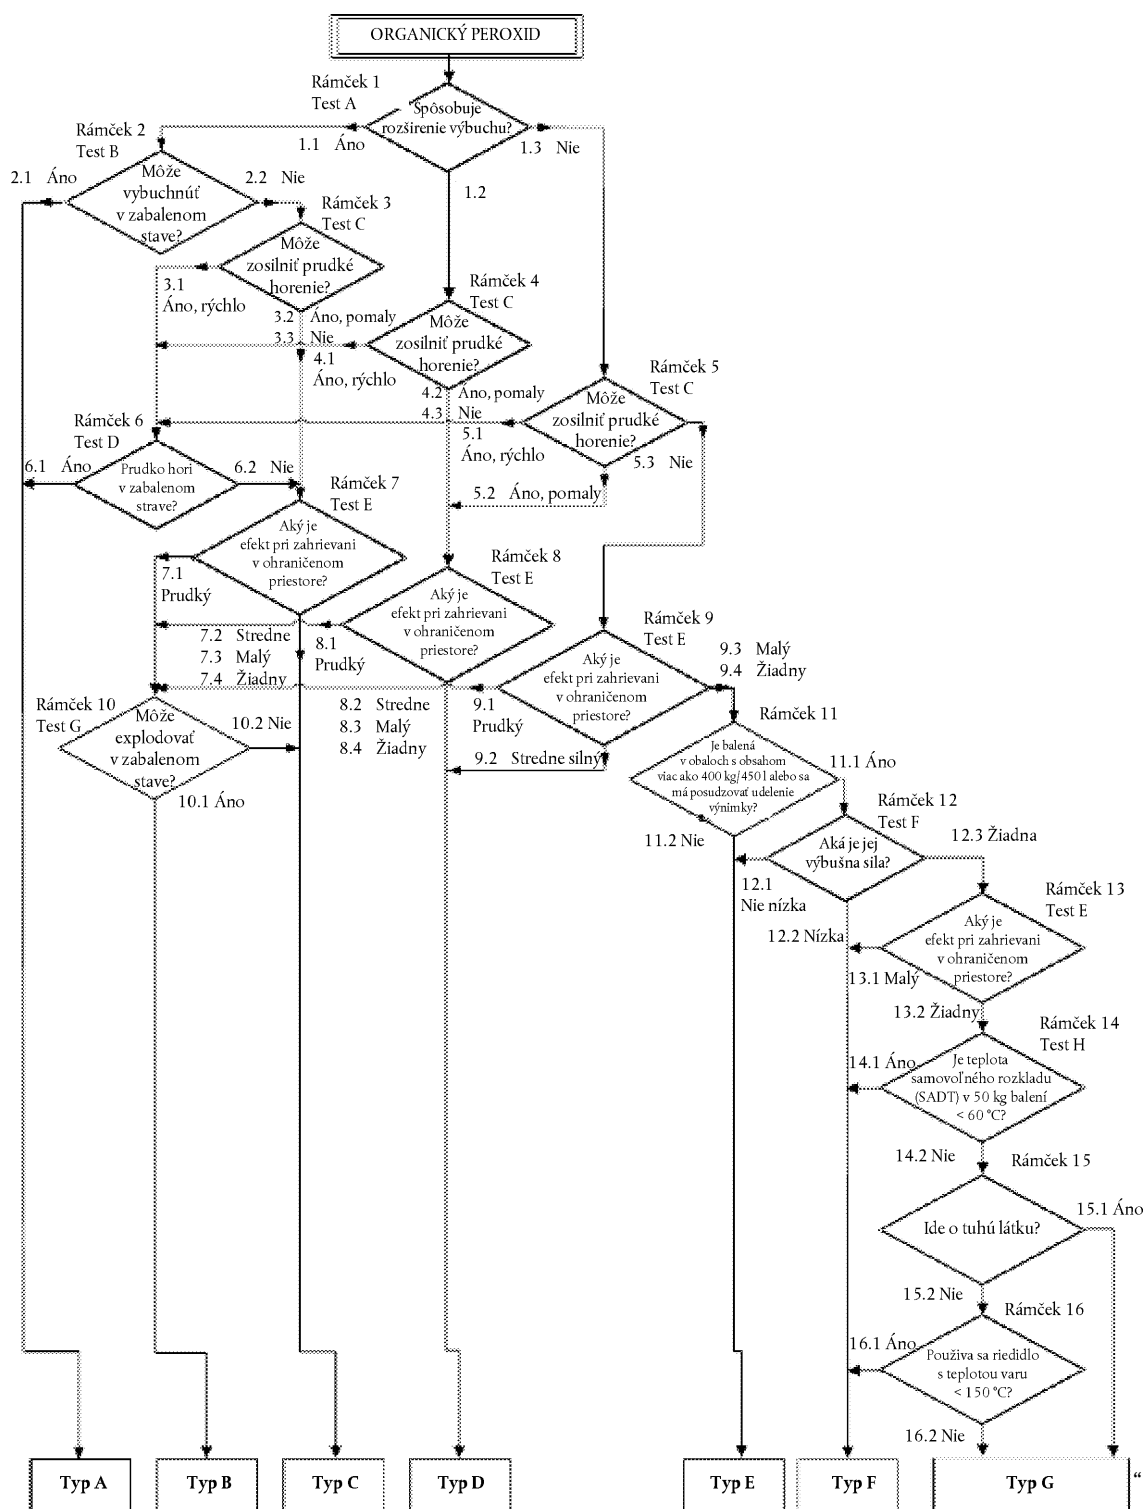 ORGANICKÝ PEROXID
Rámček 1
Test A
Spôsobuje
rozšírenie výbuchu?
1.1 Áno
1.3 Nie
1.2
Rámček 2
Test B
2.1 Áno
2.2 Nie
Môže
vybuchnúť
v zabalenom
stave?
Rámček 3
Test C
Môže
zosilniť prudké
horenie?
3.1
Áno, rýchlo
3.2 Áno, pomaly
3.3 Nie
Rámček 4
Test C
Môže
zosilniť prudké
horenie?
4.1
Áno, rýchlo
4.2 Áno, pomaly
4.3 Nie
Rámček 5
Test C
Môže
zosilniť prudké
horenie?
5.1
Áno, rýchlo
5.3 Nie
5.2 Áno, pomaly
Rámček 6
Test D
6.1 Áno
6.2 Nie
Prudko hori
v zabalenom
strave?
Rámček 7
Test E
Aký je
efekt pri zahrievani
v ohraničenom
priestore?
7.1
Prudký
7.2 Stredne
7.3 Malý
7.4 Žiadny
Rámček 8
Test E
Aký je
efekt pri zahrievani
v ohraničenom
priestore?
8.1
Prudký
8.2 Stredne
8.3 Malý
8.4 Žiadny
Rámček 9
Test E
Aký je
efekt pri zahrievani
v ohraničenom
priestore?
9.1
Prudký
9.2 Stredne silný
9.3 Malý
9.4 Žiadny
Rámček 10
Test G
Môže
explodovať
v zabalenom
stave?
10.2 Nie
10.1 Áno
Rámček 11
Je balená
v obaloch s obsahom
viac ako 400 kg/450 l alebo sa
má posudzovať udelenie
výnimky?
11.1 Áno
11.2 Nie
Rámček 12
Test F
Aká je jej
výbušna sila?
12.1
Nie nízka
12.2 Nízka
12.3 Žiadna
Rámček 13
Test E
Aký je
efekt pri zahrievani
v ohraničenom
priestore?
13.1 Malý
13.2 Žiadny
Rámček 14
Test H
14.1 Áno
Je teplota
samovoľného rozkladu
(SADT) v 50 kg balení
< 60 °C?
14.2 Nie
Rámček 15
Ide o tuhú látku?
15.1 Áno
15.2 Nie
Rámček 16
16.1 Áno
Použiva sa riedidlo
s teplotou varu
< 150 °C?
16.2 Nie
Typ A
Typ B
Typ C
Typ D
Typ E
Typ F
Typ G
“